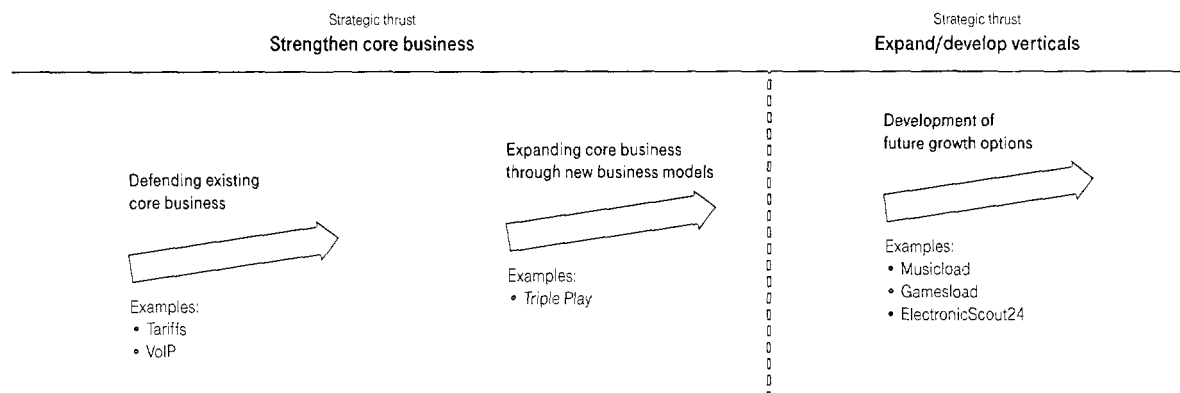 Strategic thrust
Strengthen core business
Strategic thrust
Expand/develop verticals
Defending existing
core business
Examples:
• Tariffs
• VoIP
Expanding core business
through new business models
Examples:
• Triple Play
Development of
future growth options
Examples:
• Musicload
• Gamesload
• ElectronicScout24